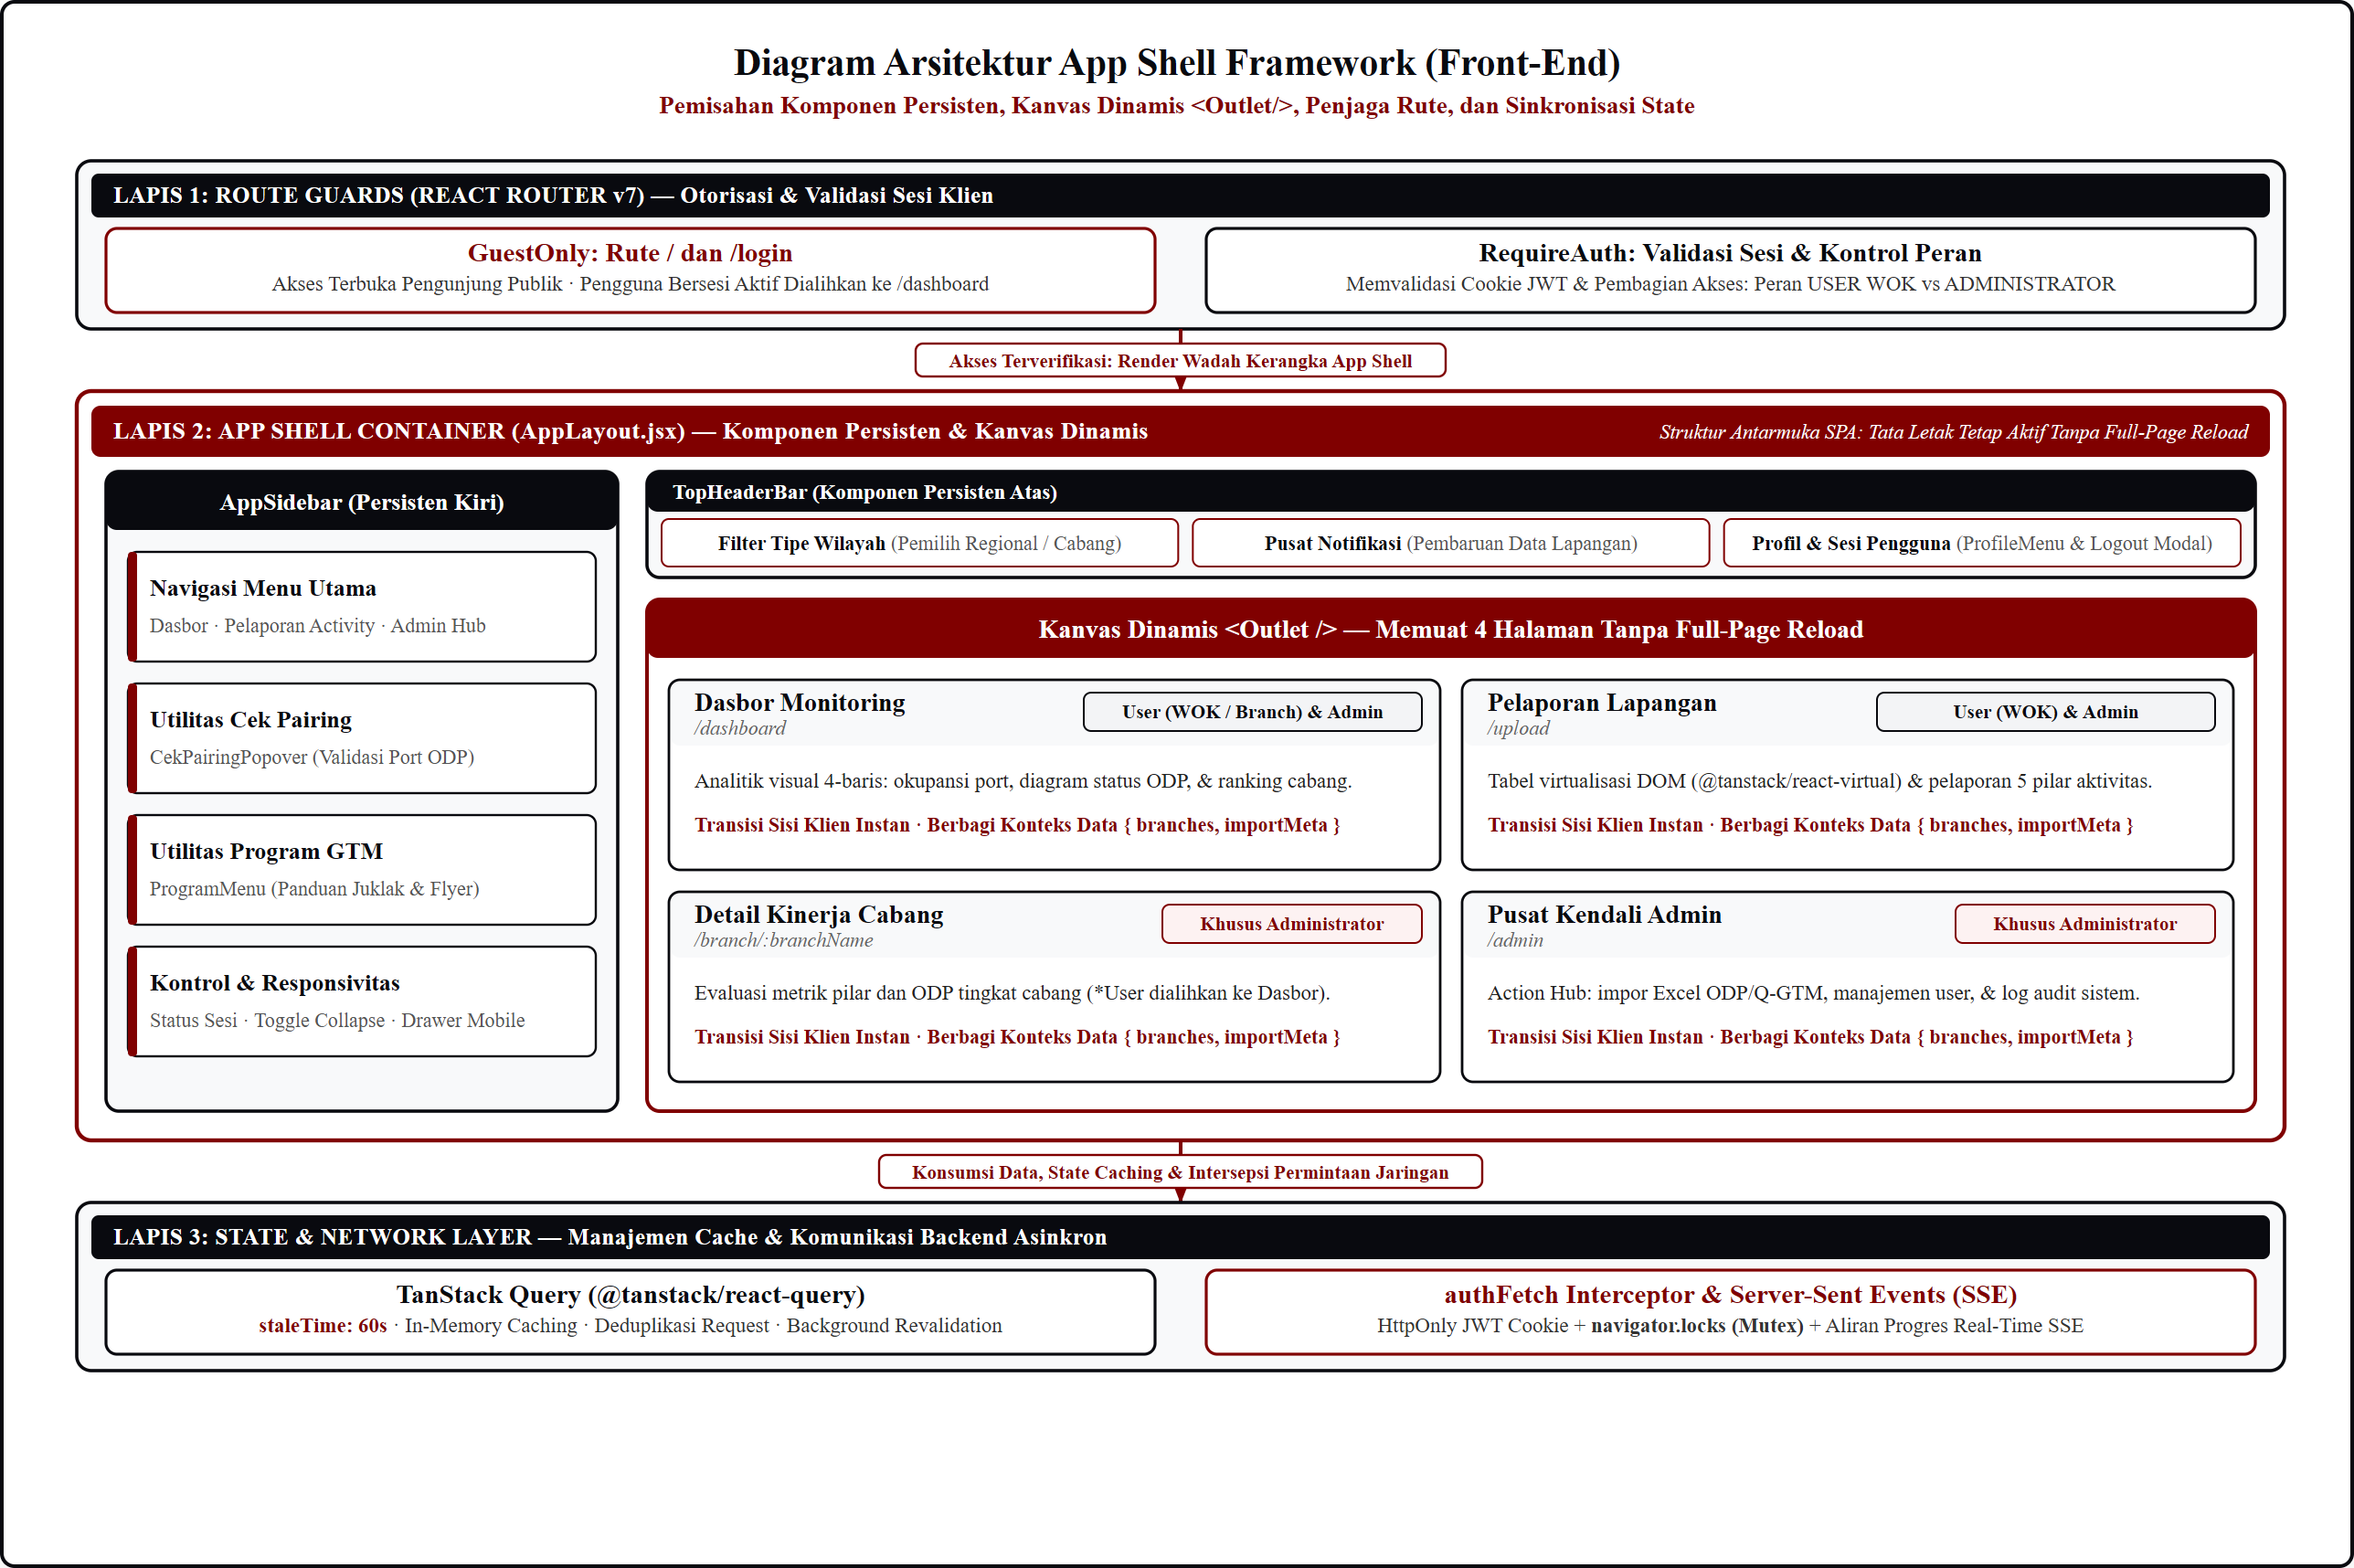 Diagram Arsitektur App Shell Framework (Front-End)
Pemisahan Komponen Persisten, Kanvas Dinamis <Outlet/>, Penjaga Rute, dan Sinkronisasi State
LAPIS 1: ROUTE GUARDS (REACT ROUTER v7) — Otorisasi & Validasi Sesi Klien
GuestOnly: Rute / dan /login
Akses Terbuka Pengunjung Publik · Pengguna Bersesi Aktif Dialihkan ke /dashboard
RequireAuth: Validasi Sesi & Kontrol Peran
Memvalidasi Cookie JWT & Pembagian Akses: Peran USER WOK vs ADMINISTRATOR
Akses Terverifikasi: Render Wadah Kerangka App Shell
LAPIS 2: APP SHELL CONTAINER (AppLayout.jsx) — Komponen Persisten & Kanvas Dinamis
Struktur Antarmuka SPA: Tata Letak Tetap Aktif Tanpa Full-Page Reload
AppSidebar (Persisten Kiri)
Navigasi Menu Utama
Dasbor · Pelaporan Activity · Admin Hub
Utilitas Cek Pairing
CekPairingPopover (Validasi Port ODP)
Utilitas Program GTM
ProgramMenu (Panduan Juklak & Flyer)
Kontrol & Responsivitas
Status Sesi · Toggle Collapse · Drawer Mobile
TopHeaderBar (Komponen Persisten Atas)
Filter Tipe Wilayah (Pemilih Regional / Cabang)
Pusat Notifikasi (Pembaruan Data Lapangan)
Profil & Sesi Pengguna (ProfileMenu & Logout Modal)
Kanvas Dinamis <Outlet /> — Memuat 4 Halaman Tanpa Full-Page Reload
Dasbor Monitoring
/dashboard
User (WOK / Branch) & Admin
Analitik visual 4-baris: okupansi port, diagram status ODP, & ranking cabang.
Transisi Sisi Klien Instan · Berbagi Konteks Data { branches, importMeta }
Pelaporan Lapangan
/upload
User (WOK) & Admin
Tabel virtualisasi DOM (@tanstack/react-virtual) & pelaporan 5 pilar aktivitas.
Transisi Sisi Klien Instan · Berbagi Konteks Data { branches, importMeta }
Detail Kinerja Cabang
/branch/:branchName
Khusus Administrator
Evaluasi metrik pilar dan ODP tingkat cabang (*User dialihkan ke Dasbor).
Transisi Sisi Klien Instan · Berbagi Konteks Data { branches, importMeta }
Pusat Kendali Admin
/admin
Khusus Administrator
Action Hub: impor Excel ODP/Q-GTM, manajemen user, & log audit sistem.
Transisi Sisi Klien Instan · Berbagi Konteks Data { branches, importMeta }
Konsumsi Data, State Caching & Intersepsi Permintaan Jaringan
LAPIS 3: STATE & NETWORK LAYER — Manajemen Cache & Komunikasi Backend Asinkron
TanStack Query (@tanstack/react-query)
staleTime: 60s · In-Memory Caching · Deduplikasi Request · Background Revalidation
authFetch Interceptor & Server-Sent Events (SSE)
HttpOnly JWT Cookie + navigator.locks (Mutex) + Aliran Progres Real-Time SSE